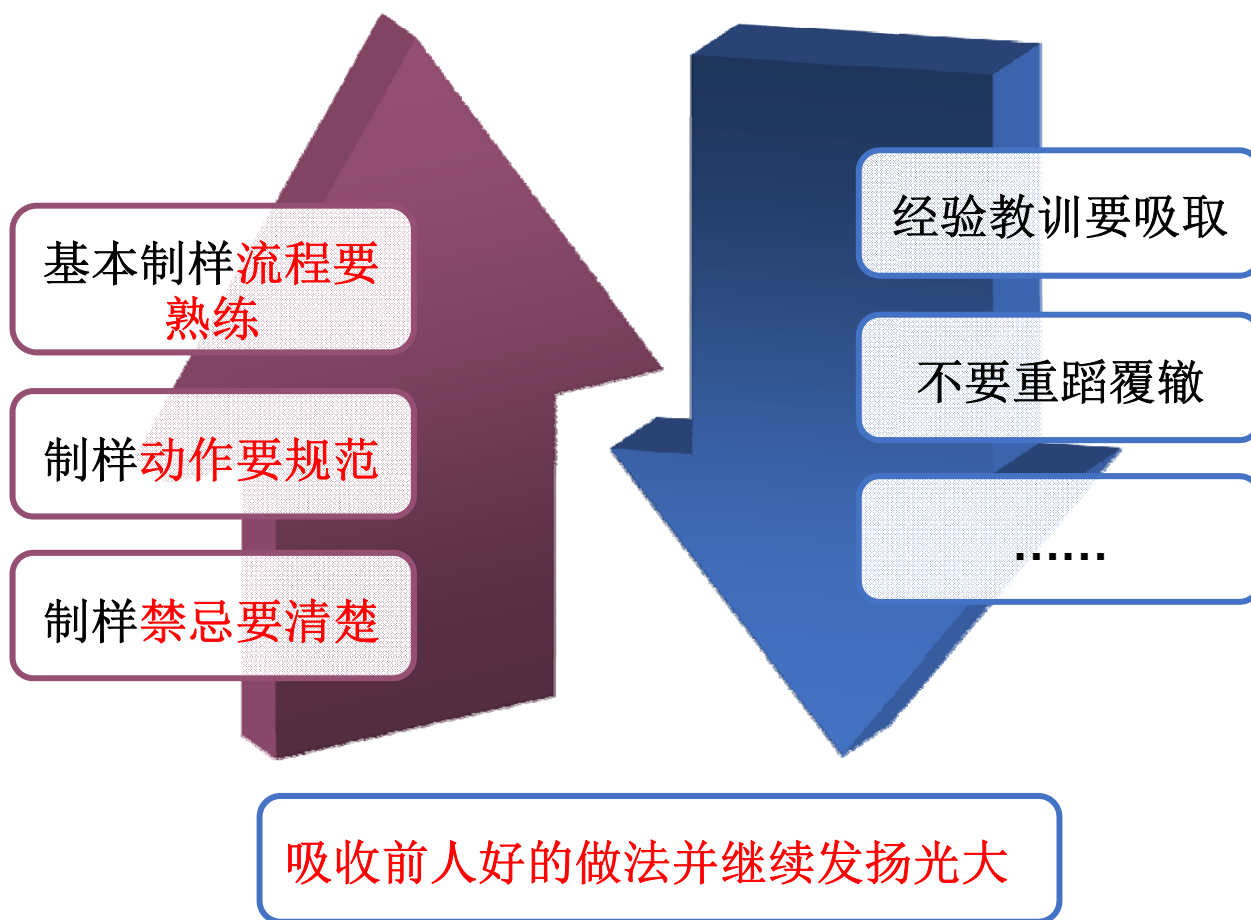 基本制样流程要
熟练
制样动作要规范
制样禁忌要清楚
经验教训要吸取
不要重蹈覆辙
......
吸收前人好的做法并继续发扬光大